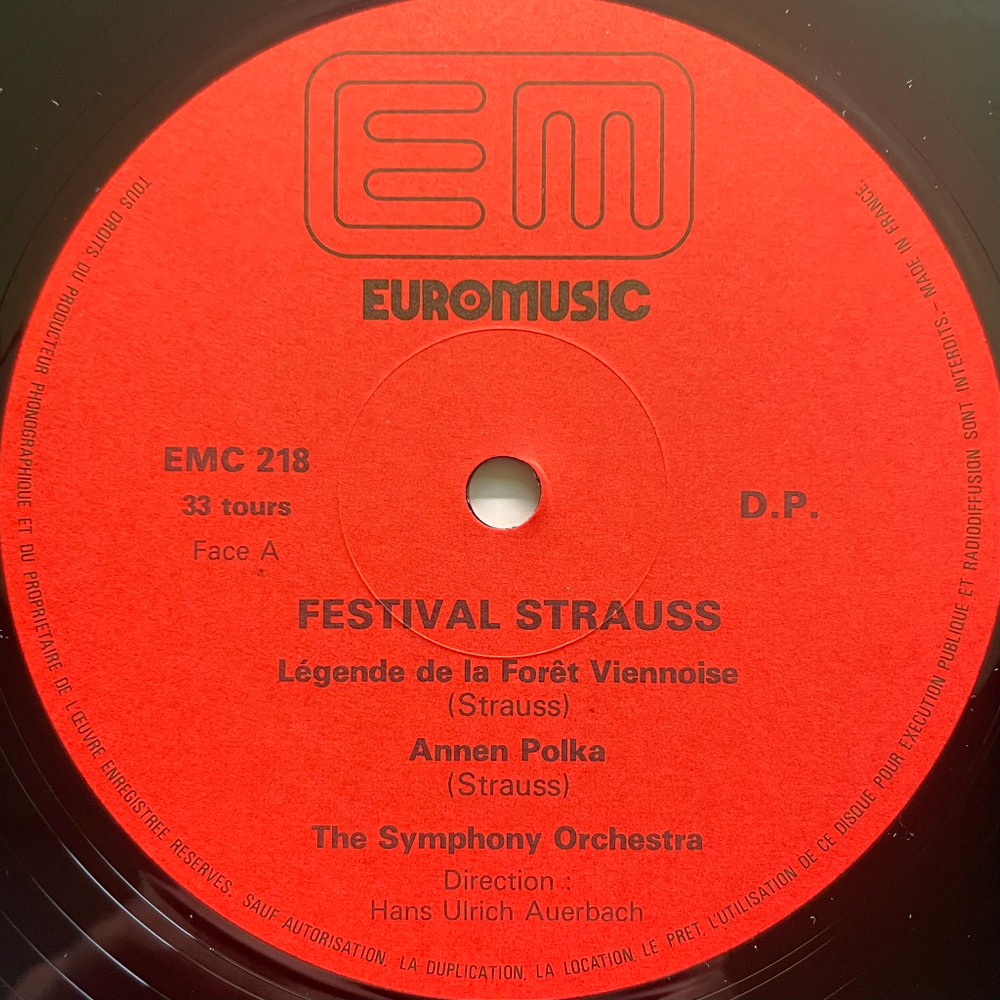 EM
EUROMUSIC
EMC 218
33 tours
Face A
D.P.
FESTIVAL STRAUSS
Légende de la Forêt Viennoise
(Strauss)
Annen Polka
(Strauss)
The Symphony Orchestra
Direction :
Hans Ulrich Auerbach
TOUS DROITS DU PRODUCTEUR PHONOGRAPHIQUE ET DU PROPRIETAIRE DE L'ŒUVRE ENREGISTREE RESERVES. SAUF AUTORISATION, LA DUPLICATION, LA LOCATION, LE PRET, L'UTILISATION DE CE DISQUE POUR EXECUTION PUBLIQUE ET RADIODIFFUSION SONT INTERDITS. – MADE IN FRANCE.